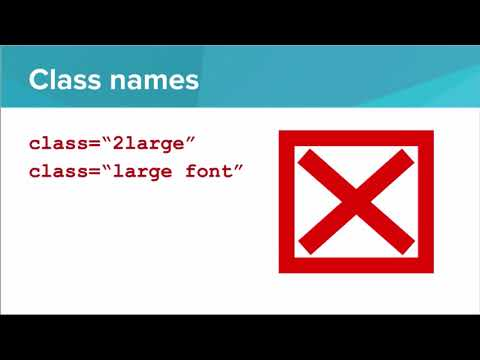 Class names
class=“2large”
class=“large font”